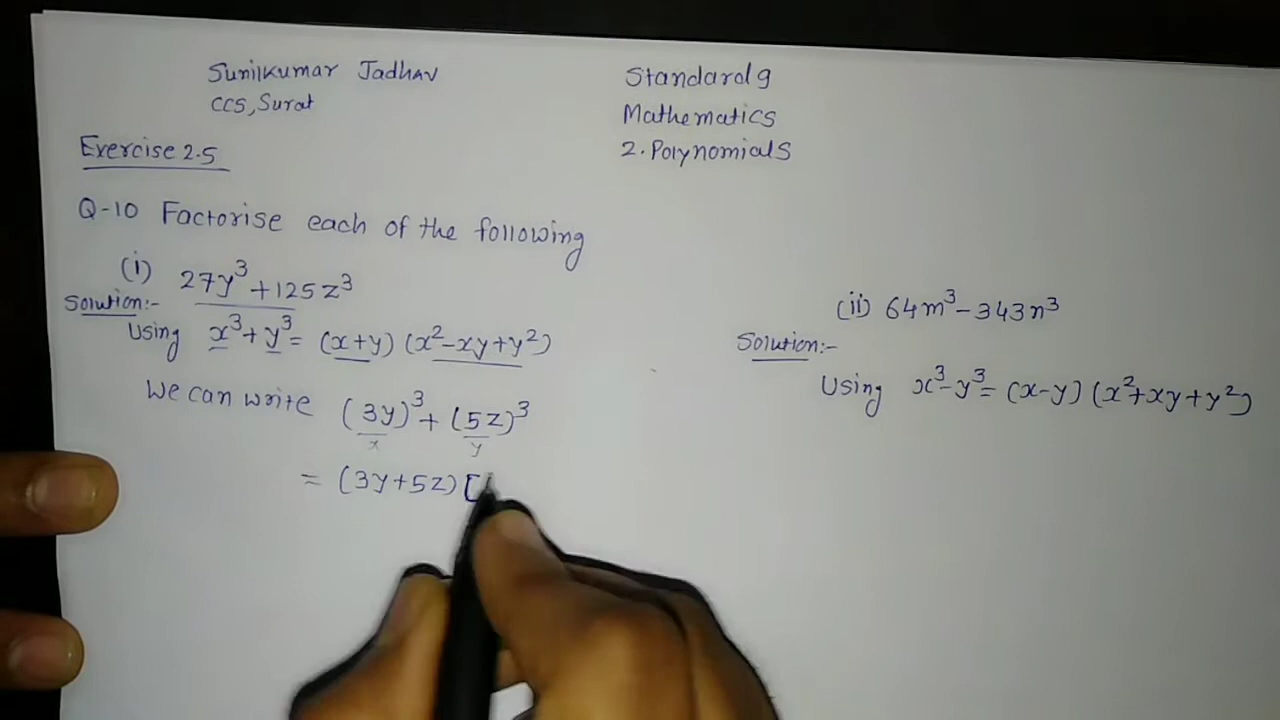 Sunilkumar Jadhav
CCS, Surat
Standard 9
Mathematics
2. Polynomials
Exercise 2.5
Q-10 Factorise each of the following
(i) 27y³ + 125z³
Solution:-
Using x³ + y³ = (x+y) (x² - xy + y²)
We can write (3y)³ + (5z)³
x y
= (3y+5z) [
(ii) 64m³ - 343n³
Solution:-
Using x³ - y³ = (x-y) (x² + xy + y²)